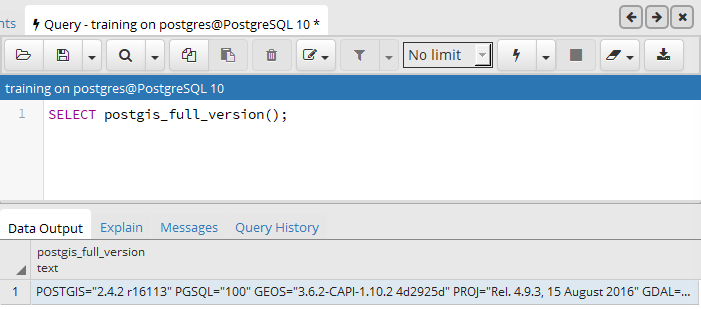 nts
Query - training on postgres@PostgreSQL 10 *
No limit
training on postgres@PostgreSQL 10
1 SELECT postgis_full_version();
Data Output Explain Messages Query History
postgis_full_version
text
1 POSTGIS="2.4.2 r16113" PGSQL="100" GEOS="3.6.2-CAPI-1.10.2 4d2925d" PROJ="Rel. 4.9.3, 15 August 2016" GDAL=...